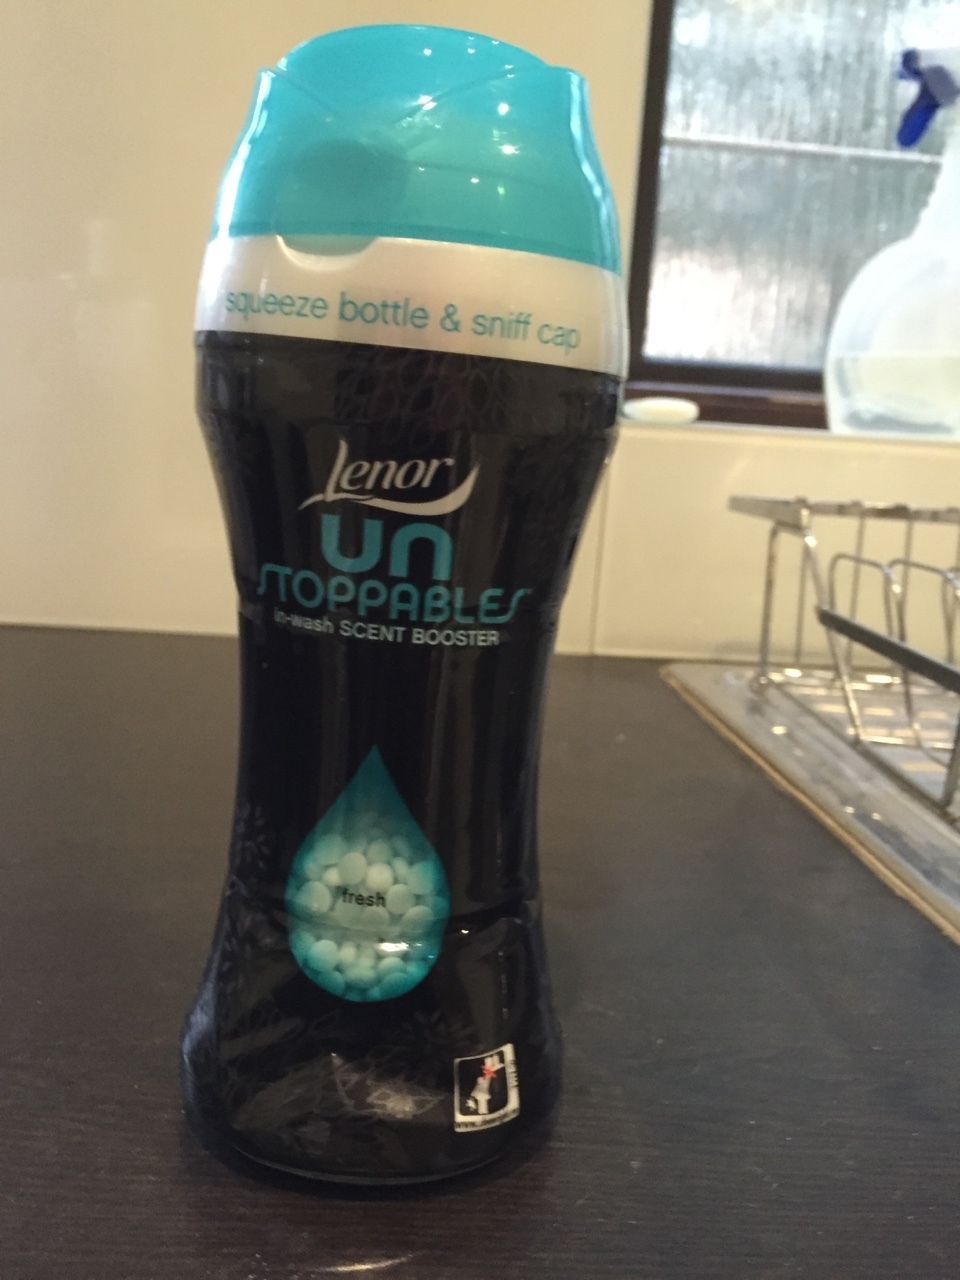 squeeze bottle & sniff cap
Lenor
UN
STOPPABLES
in-wash SCENT BOOSTER
fresh